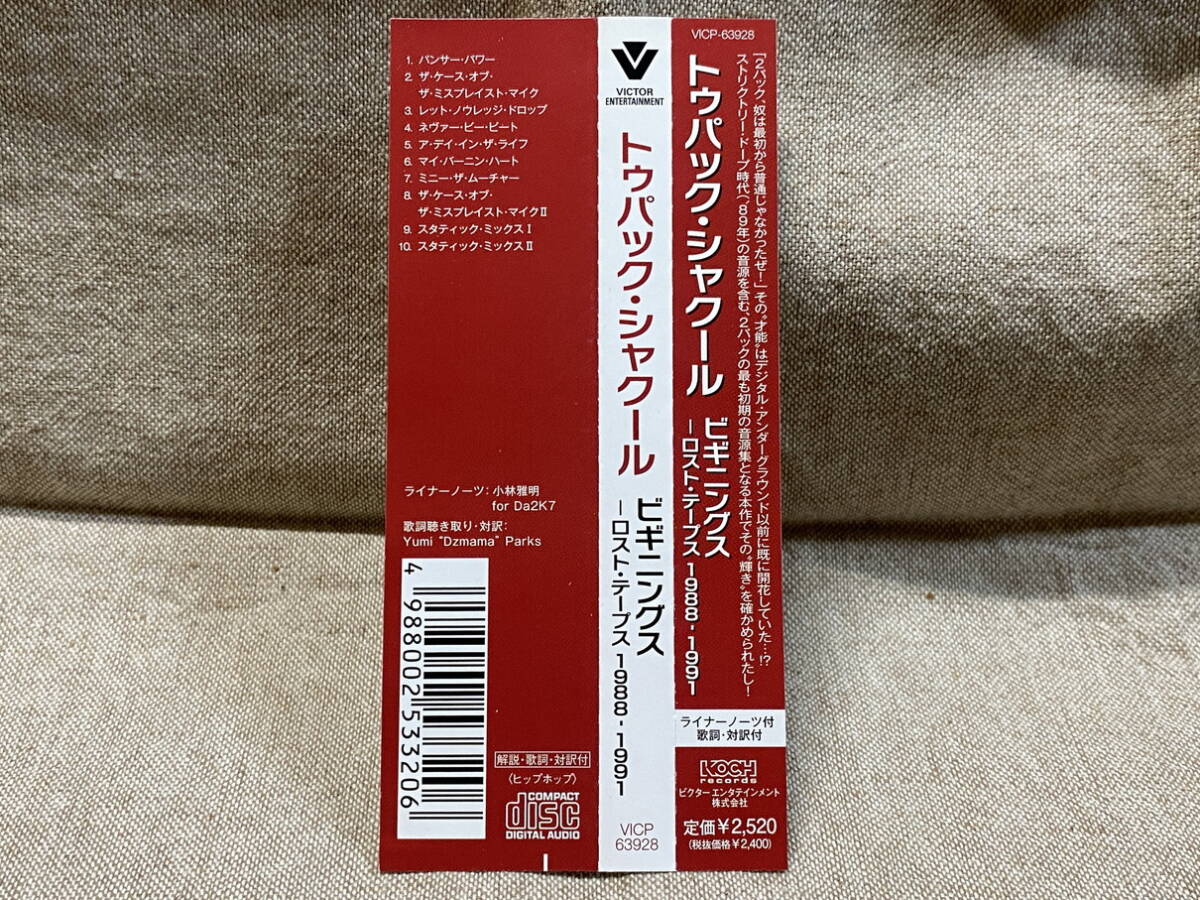 1. パンサー・パワー
2. ザ・ケース・オブ・
ザ・ミスプレイスト・マイク
3. レット・ノウレッジ・ドロップ
4. ネヴァー・ビー・ビート
5. ア・デイ・イン・ザ・ライフ
6. マイ・バーニン・ハート
7. ミニー・ザ・ムーチャー
8. ザ・ケース・オブ・
ザ・ミスプレイスト・マイクⅡ
9. スタティック・ミックスⅠ
10. スタティック・ミックスⅡ
ライナーノーツ：小林雅明
for Da2K7
歌詞聴き取り・対訳：
Yumi "Dzmama" Parks
4 988002 533206
解説・歌詞・対訳付
〈ヒップホップ〉
COMPACT
disc
DIGITAL AUDIO
VICTOR
ENTERTAINMENT
トゥパック・シャクール
ビギニングス
－ロスト・テープス 1988-1991
VICP
63928
VICP-63928
「2パック、奴は最初から普通じゃなかったぜ！」その"才能"はデジタル・アンダーグラウンド以前に既に開花していた…!?
ストリクトリー・ドープ時代（'89年）の音源を含む、2パックの最も初期の音源集となる本作でその"輝き"を確かめられたし！
トゥパック・シャクール
ビギニングス
－ロスト・テープス 1988-1991
ライナーノーツ付
歌詞・対訳付
KOCH
records
ビクターエンタテインメント
株式会社
定価￥2,520
(税抜価格￥2,400)